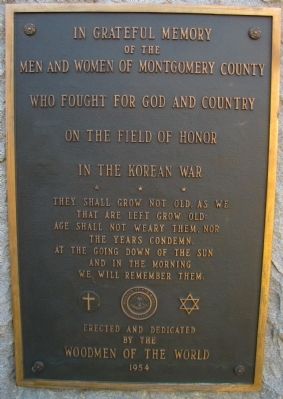 IN GRATEFUL MEMORY
OF THE
MEN AND WOMEN OF MONTGOMERY COUNTY
WHO FOUGHT FOR GOD AND COUNTRY
ON THE FIELD OF HONOR
IN THE KOREAN WAR
THEY SHALL GROW NOT OLD, AS WE
THAT ARE LEFT GROW OLD:
AGE SHALL NOT WEARY THEM, NOR
THE YEARS CONDEMN.
AT THE GOING DOWN OF THE SUN
AND IN THE MORNING
WE WILL REMEMBER THEM.
ERECTED AND DEDICATED
BY THE
WOODMEN OF THE WORLD
1954